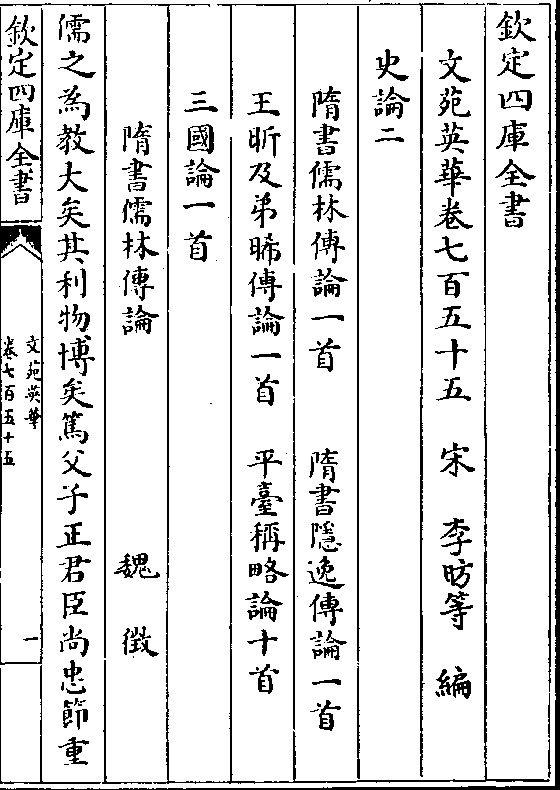 欽定四庫全書
文苑英華卷七百五十五 宋 李昉等 編
史論二
隋書儒林傳論一首 隋書隱逸傳論一首
王昕及弟晞傳論一首 平臺稱略論十首
三國論一首
隋書儒林傳論 魏徵
儒之為教大矣其利物博矣篤父子正君臣尚忠節重
欽定四庫全書
文苑英華
卷七百五十五
一